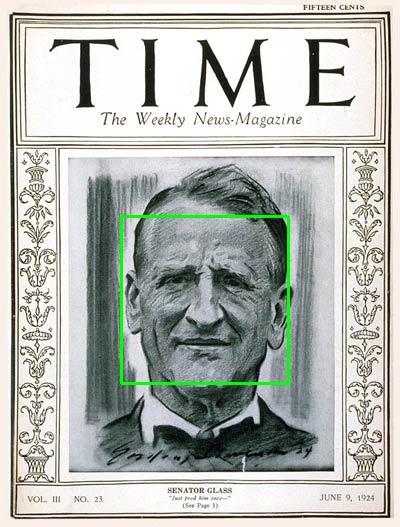 FIFTEEN CENTS
TIME
The Weekly News-Magazine
SENATOR GLASS
"Just pred him once—"
(See Page 1)
VOL. III NO. 23
JUNE 9, 1924